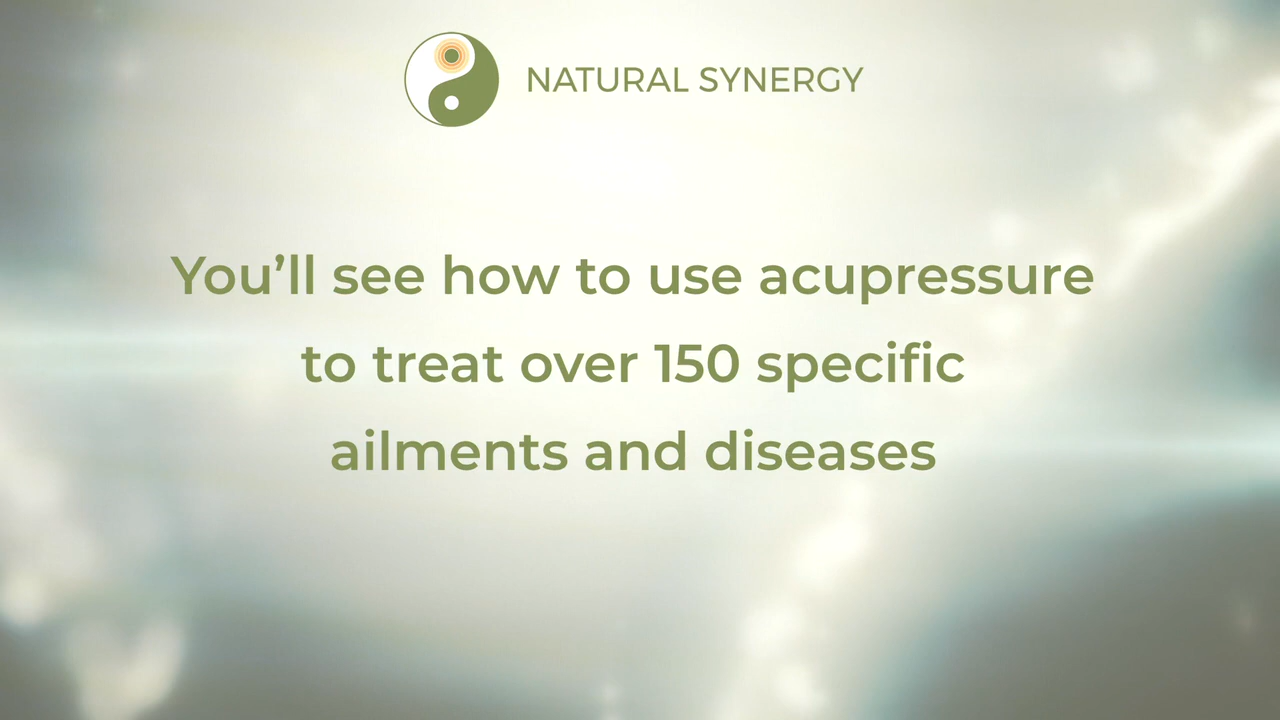 NATURAL SYNERGY
You’ll see how to use acupressure
to treat over 150 specific
ailments and diseases